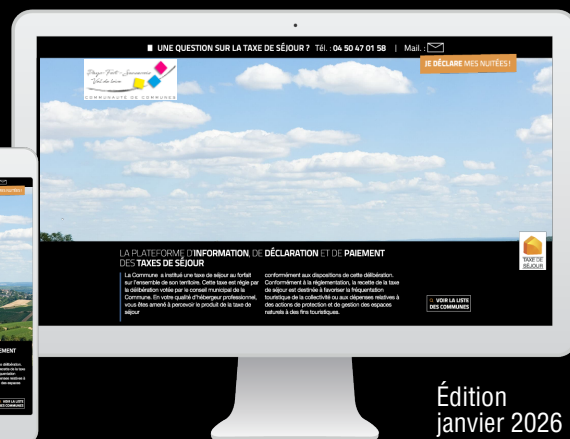 UNE QUESTION SUR LA TAXE DE SÉJOUR ? Tél. : 04 50 47 01 58 | Mail. :
JE DÉCLARE MES NUITÉES !
Pays-Fort - Sancerrois
Val de Loire
COMMUNAUTÉ DE COMMUNES
LA PLATEFORME D'INFORMATION, DE DÉCLARATION ET DE PAIEMENT
DES TAXES DE SÉJOUR
La Commune a institué une taxe de séjour au forfait
sur l'ensemble de son territoire. Cette taxe est régie par
la délibération votée par le conseil municipal de la
Commune. En votre qualité d'hébergeur professionnel,
vous êtes amené à percevoir le produit de la taxe de
séjour
conformément aux dispositions de cette délibération.
Conformément à la réglementation, la recette de la taxe
de séjour est destinée à favoriser la fréquentation
touristique de la collectivité ou aux dépenses relatives à
des actions de protection et de gestion des espaces
naturels à des fins touristiques.
VOIR LA LISTE
DES COMMUNES
TAXE DE
SÉJOUR
Édition
janvier 2026